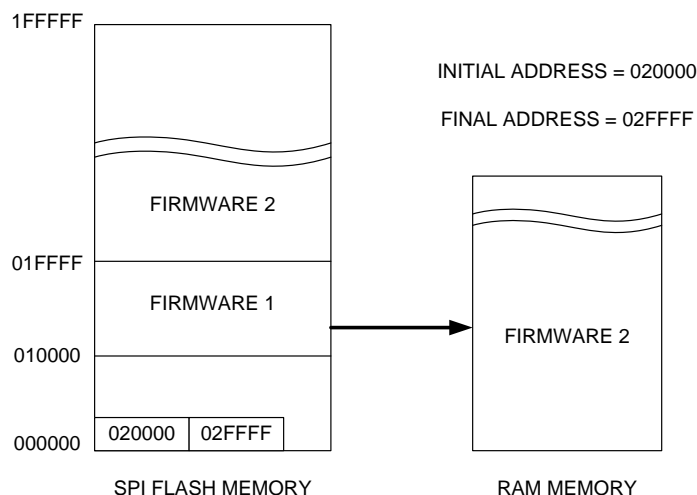 1FFFFF
INITIAL ADDRESS = 020000
FINAL ADDRESS = 02FFFF
FIRMWARE 2
01FFFF
FIRMWARE 1
FIRMWARE 2
010000
020000 02FFFF
000000
SPI FLASH MEMORY
RAM MEMORY